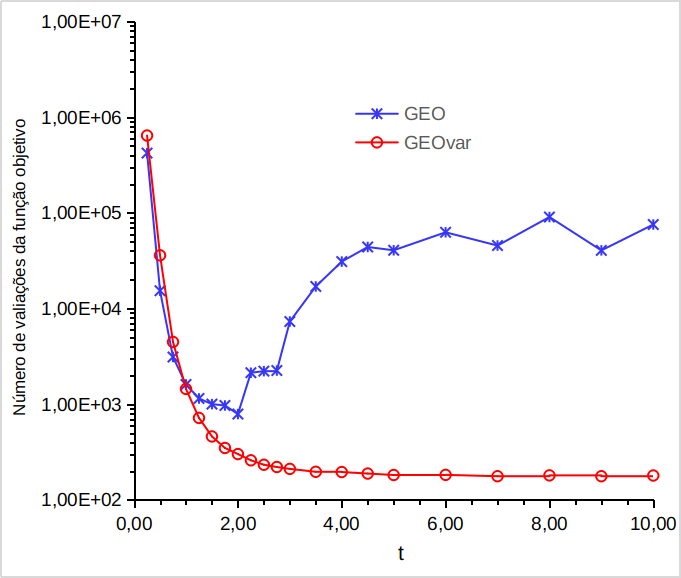 1,00E+07
1,00E+06
1,00E+05
1,00E+04
1,00E+03
1,00E+02
Número de valiações da função objetivo
GEO
GEOvar
0,00 2,00 4,00 6,00 8,00 10,00
t